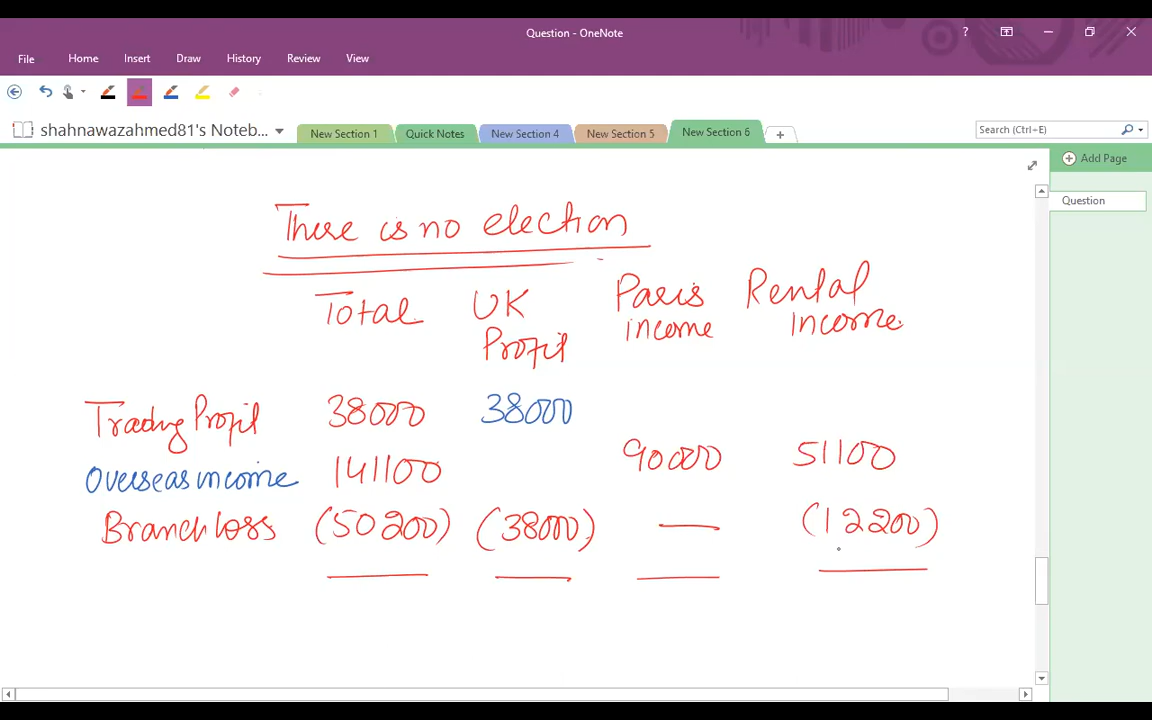 Question - OneNote
?
File Home Insert Draw History Review View
shahnawazahmed81's Noteb...
New Section 1
Quick Notes
New Section 4
New Section 5
New Section 6
+
Search (Ctrl+E)
Add Page
Question
There is no election
Total UK Profit Paris income Rental income
Trading Profit 38000 38000
Overseas income 141100 90000 51100
Branch loss (50200) (38000) — (12200)